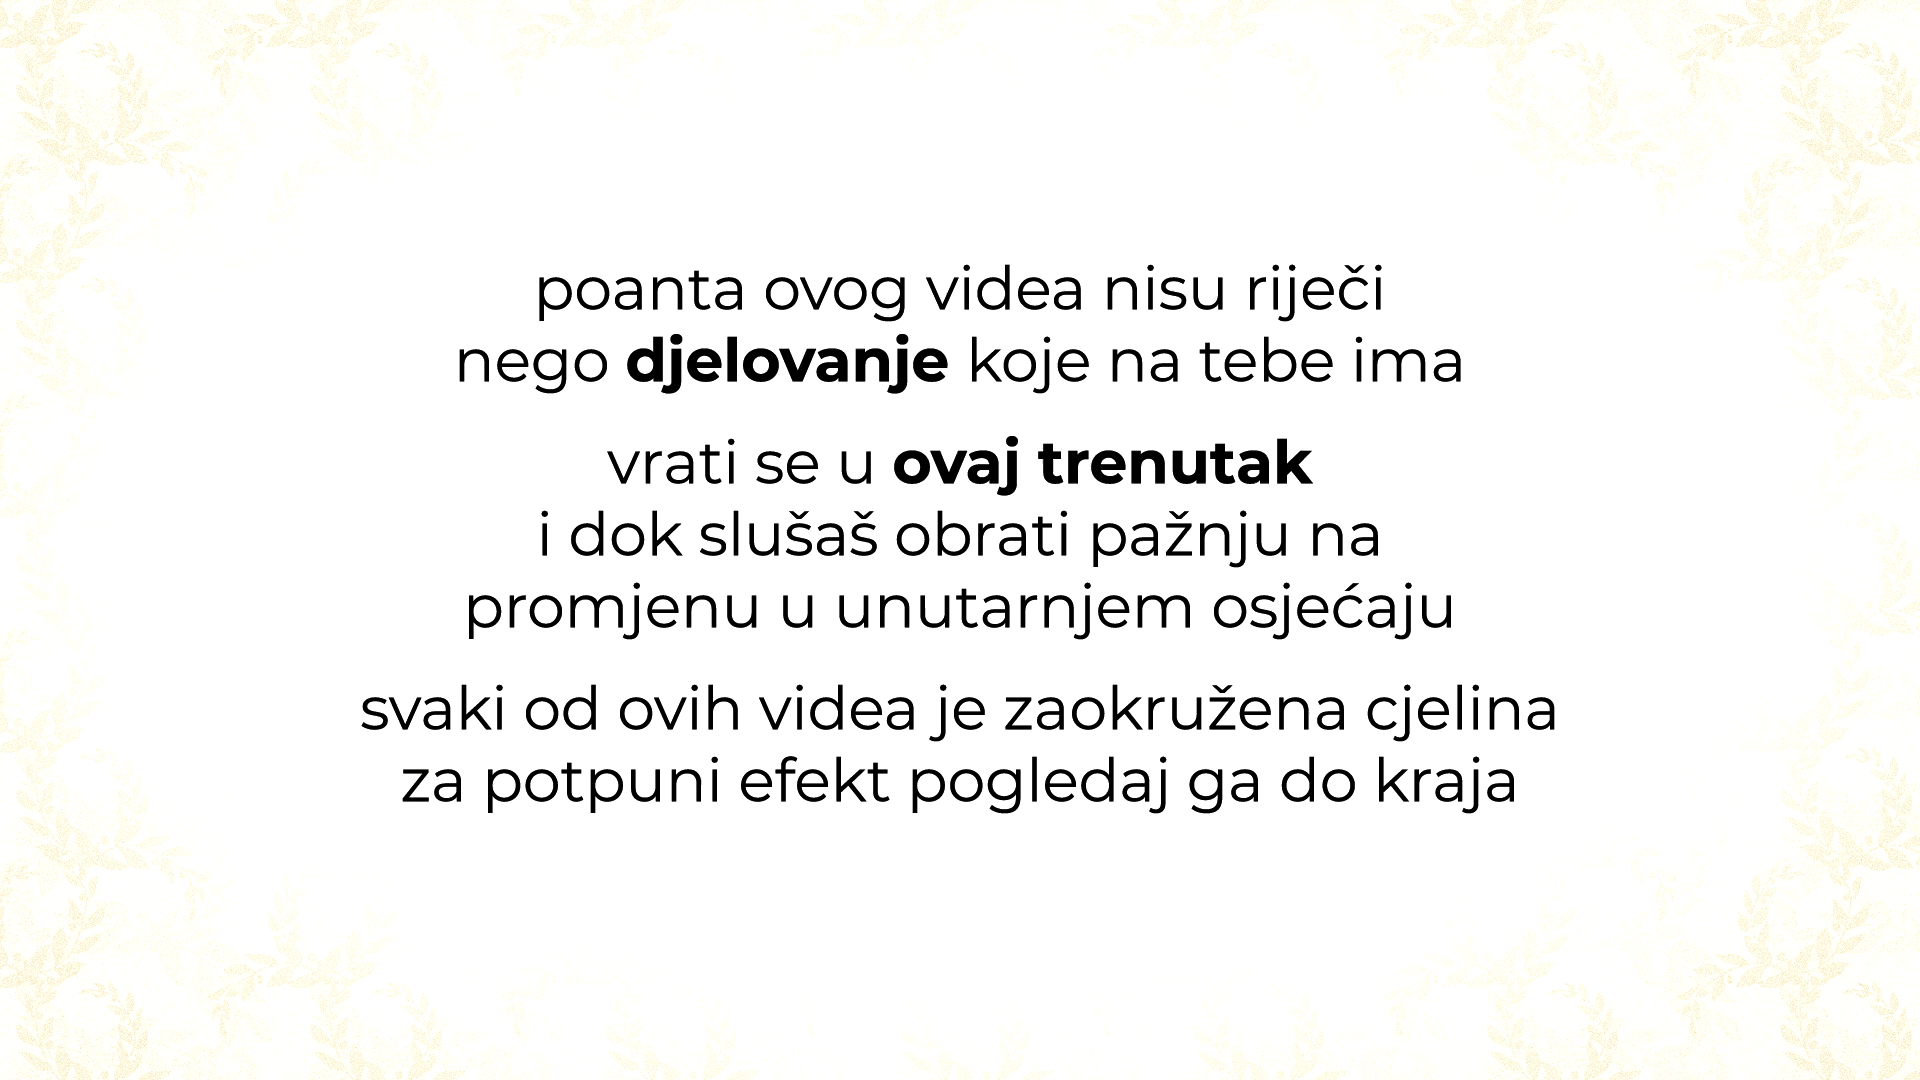 poanta ovog videa nisu riječi
nego djelovanje koje na tebe ima
vrati se u ovaj trenutak
i dok slušaš obrati pažnju na
promjenu u unutarnjem osjećaju
svaki od ovih videa je zaokružena cjelina
za potpuni efekt pogledaj ga do kraja